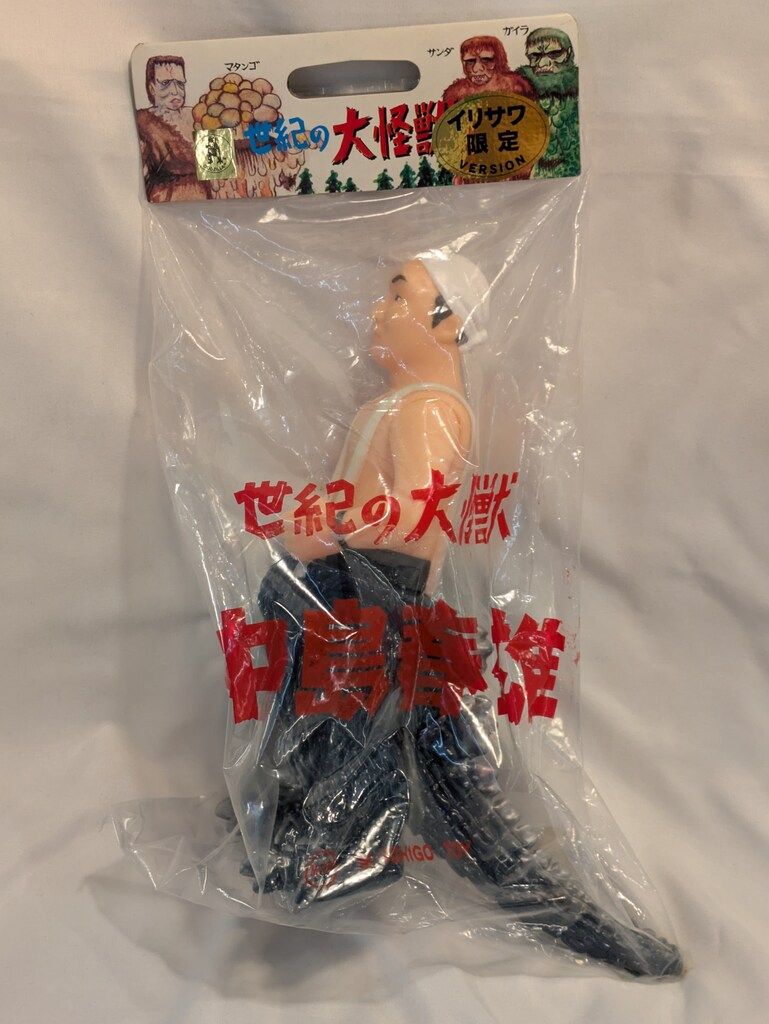 マタンゴ
サンダ
ガイラ
世紀の大怪獣
イリサワ
限定
VERSION
世紀の大怪獣
中島春雄